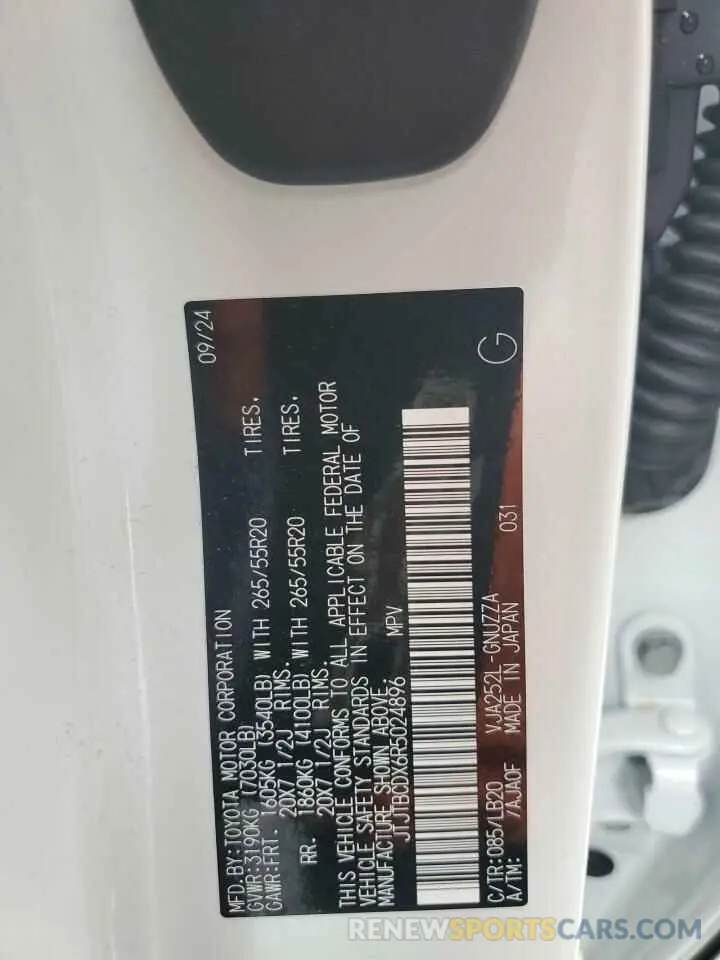 MFD.BY:TOYOTA MOTOR CORPORATION 09/24
GVWR:3190KG (7030LB)
GAWR:FRT. 1605KG (3540LB) WITH 265/55R20 TIRES.
20X7 1/2J RIMS.
RR. 1860KG (4100LB) WITH 265/55R20 TIRES.
20X7 1/2J RIMS.
THIS VEHICLE CONFORMS TO ALL APPLICABLE FEDERAL MOTOR
VEHICLE SAFETY STANDARDS IN EFFECT ON THE DATE OF
MANUFACTURE SHOWN ABOVE.
JTJTBCDX6R5024896 MPV
C/TR:085/LB20 VJA252L-GNUZZA G
A/TM: /AJA0F MADE IN JAPAN 031
RENEWSPORTSCARS.COM